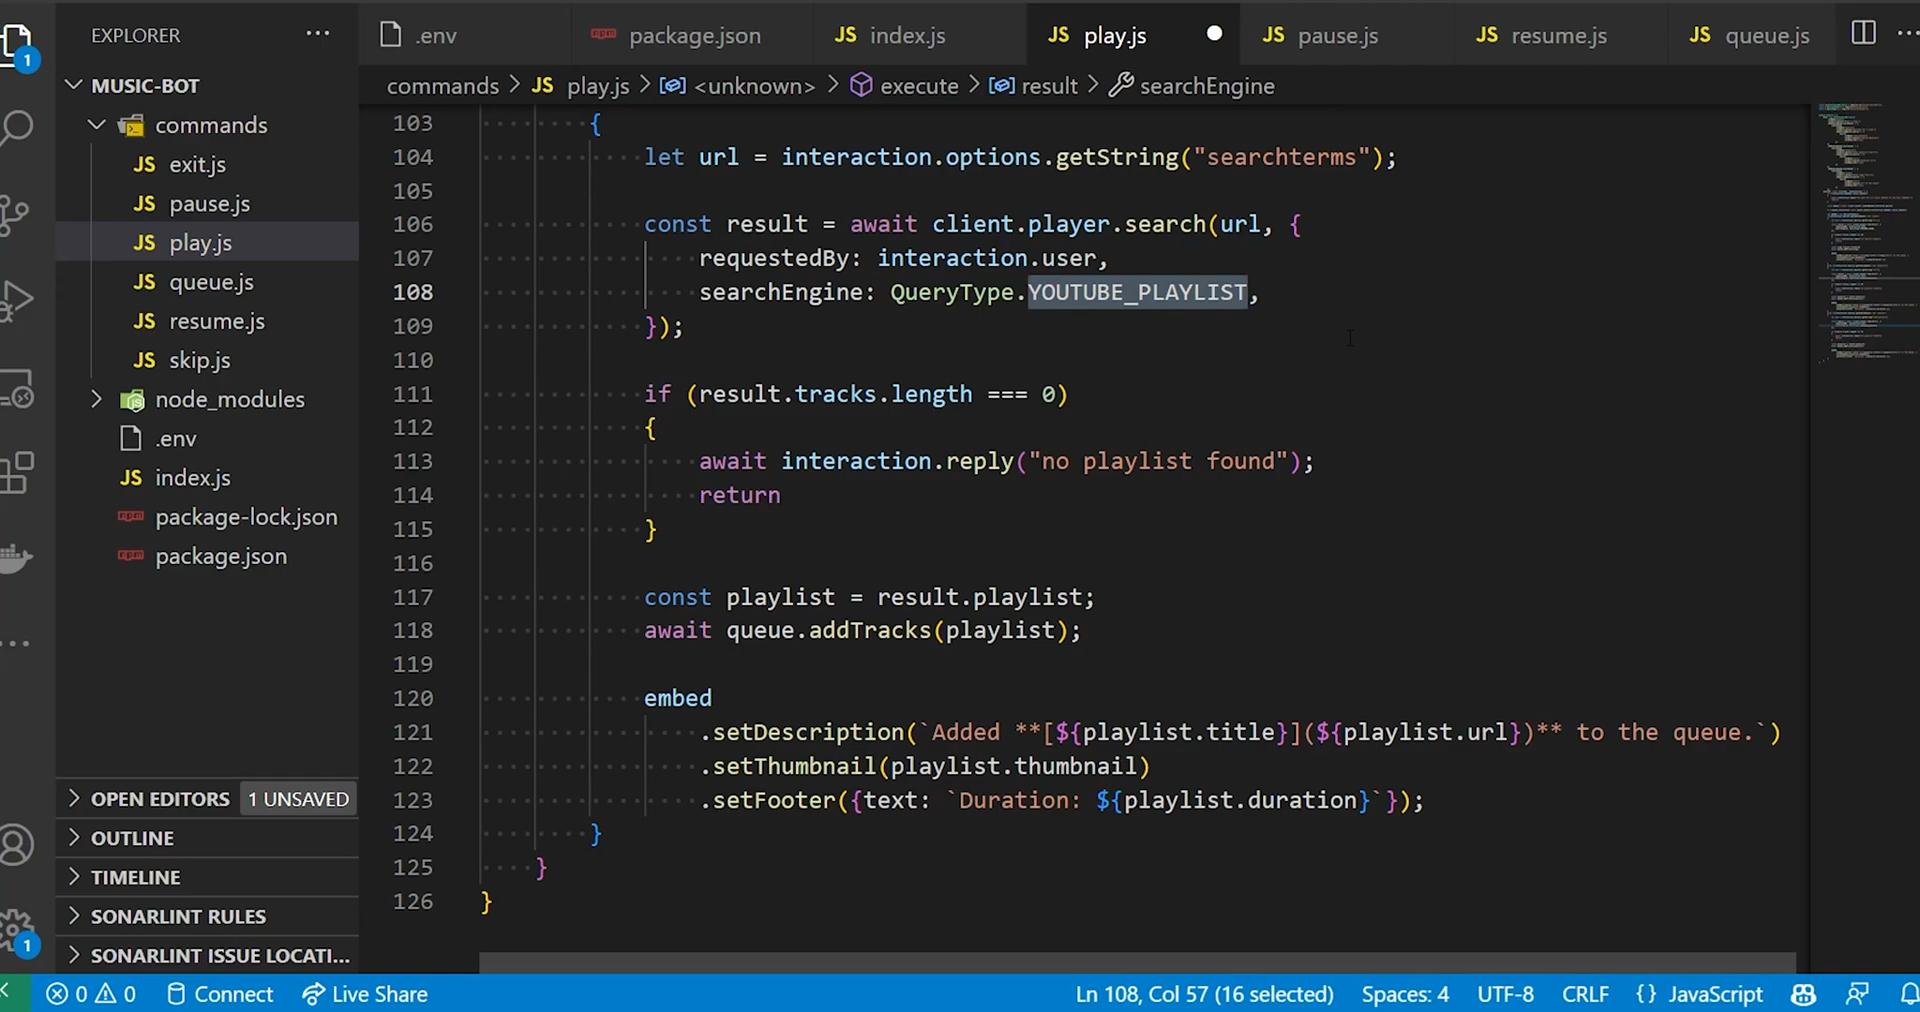 EXPLORER
1
MUSIC-BOT
commands
JS exit.js
JS pause.js
JS play.js
JS queue.js
JS resume.js
JS skip.js
node_modules
.env
JS index.js
package-lock.json
package.json
OPEN EDITORS 1 UNSAVED
OUTLINE
TIMELINE
SONARLINT RULES
SONARLINT ISSUE LOCATI...
1
.env
package.json
JS index.js
JS play.js
JS pause.js
JS resume.js
JS queue.js
commands > JS play.js > <unknown> > execute > result > searchEngine
103 {
104 let url = interaction.options.getString("searchterms");
105
106 const result = await client.player.search(url, {
107 requestedBy: interaction.user,
108 searchEngine: QueryType.YOUTUBE_PLAYLIST,
109 });
110
111 if (result.tracks.length === 0)
112 {
113 await interaction.reply("no playlist found");
114 return
115 }
116
117 const playlist = result.playlist;
118 await queue.addTracks(playlist);
119
120 embed
121 .setDescription(`Added **[${playlist.title}](${playlist.url})** to the queue.`)
122 .setThumbnail(playlist.thumbnail)
123 .setFooter({text: `Duration: ${playlist.duration}`});
124 }
125 }
126 }
0 0 Connect Live Share Ln 108, Col 57 (16 selected) Spaces: 4 UTF-8 CRLF {} JavaScript